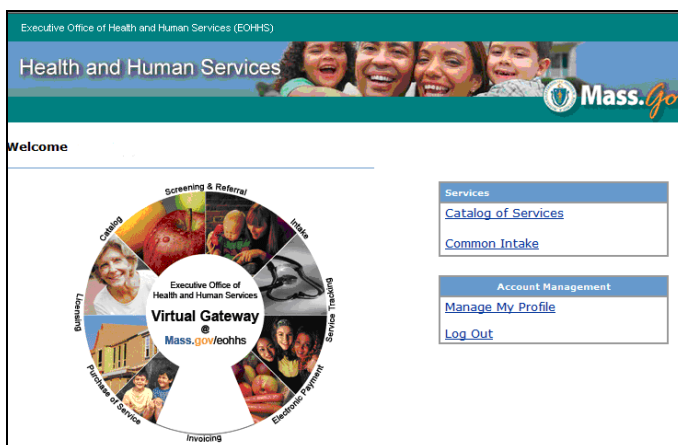 Executive Office of Health and Human Services (EOHHS)
Health and Human Services
Mass.Go
Welcome
Screening & Referral
Catalog
Intake
Licensing
Service Tracking
Purchase of Service
Electronic Payment
Invoicing
Executive Office of
Health and Human Services
Virtual Gateway
@
Mass.gov/eohhs
Services
Catalog of Services
Common Intake
Account Management
Manage My Profile
Log Out